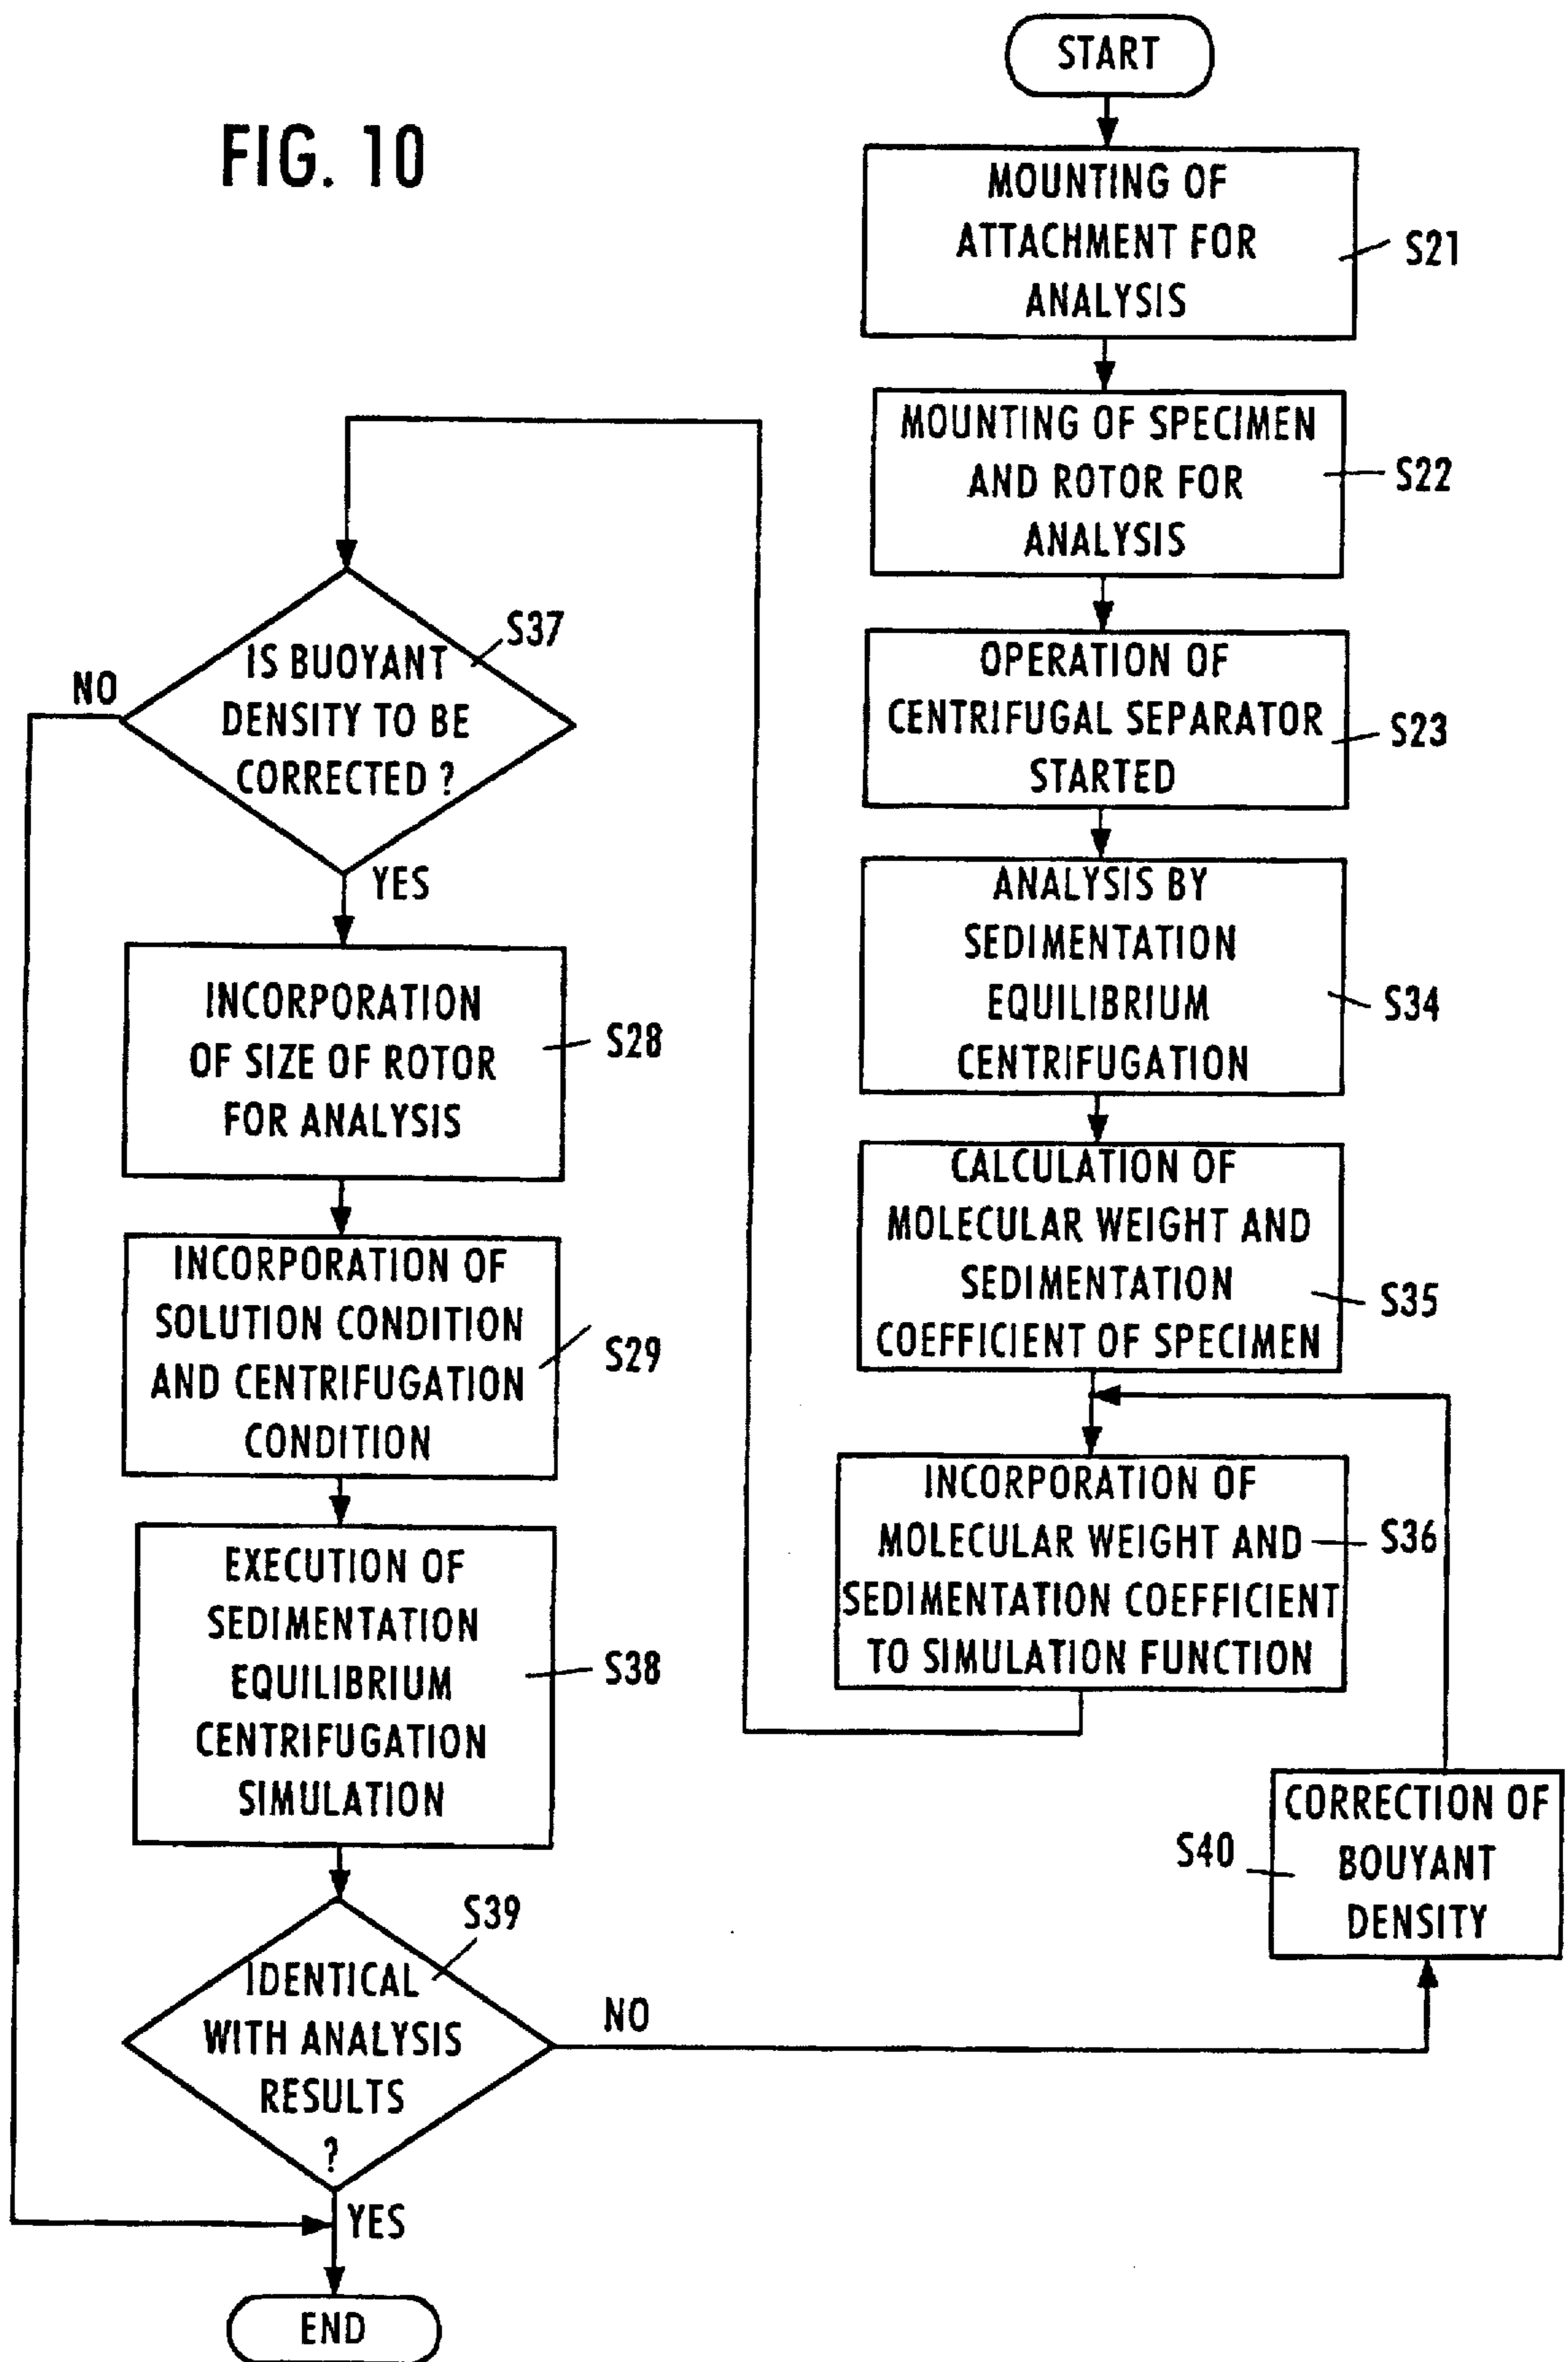 FIG. 10
START
MOUNTING OF
ATTACHMENT FOR
ANALYSIS
S21
MOUNTING OF SPECIMEN
AND ROTOR FOR
ANALYSIS
S22
OPERATION OF
CENTRIFUGAL SEPARATOR
STARTED
S23
ANALYSIS BY
SEDIMENTATION
EQUILIBRIUM
CENTRIFUGATION
S34
CALCULATION OF
MOLECULAR WEIGHT AND
SEDIMENTATION
COEFFICIENT OF SPECIMEN
S35
INCORPORATION OF
MOLECULAR WEIGHT AND
SEDIMENTATION COEFFICIENT
TO SIMULATION FUNCTION
S36
IS BUOYANT
DENSITY TO BE
CORRECTED ?
S37
NO
YES
INCORPORATION
OF SIZE OF ROTOR
FOR ANALYSIS
S28
INCORPORATION OF
SOLUTION CONDITION
AND CENTRIFUGATION
CONDITION
S29
EXECUTION OF
SEDIMENTATION
EQUILIBRIUM
CENTRIFUGATION
SIMULATION
S38
IDENTICAL
WITH ANALYSIS
RESULTS
?
S39
NO
YES
CORRECTION OF
BOUYANT
DENSITY
S40
END